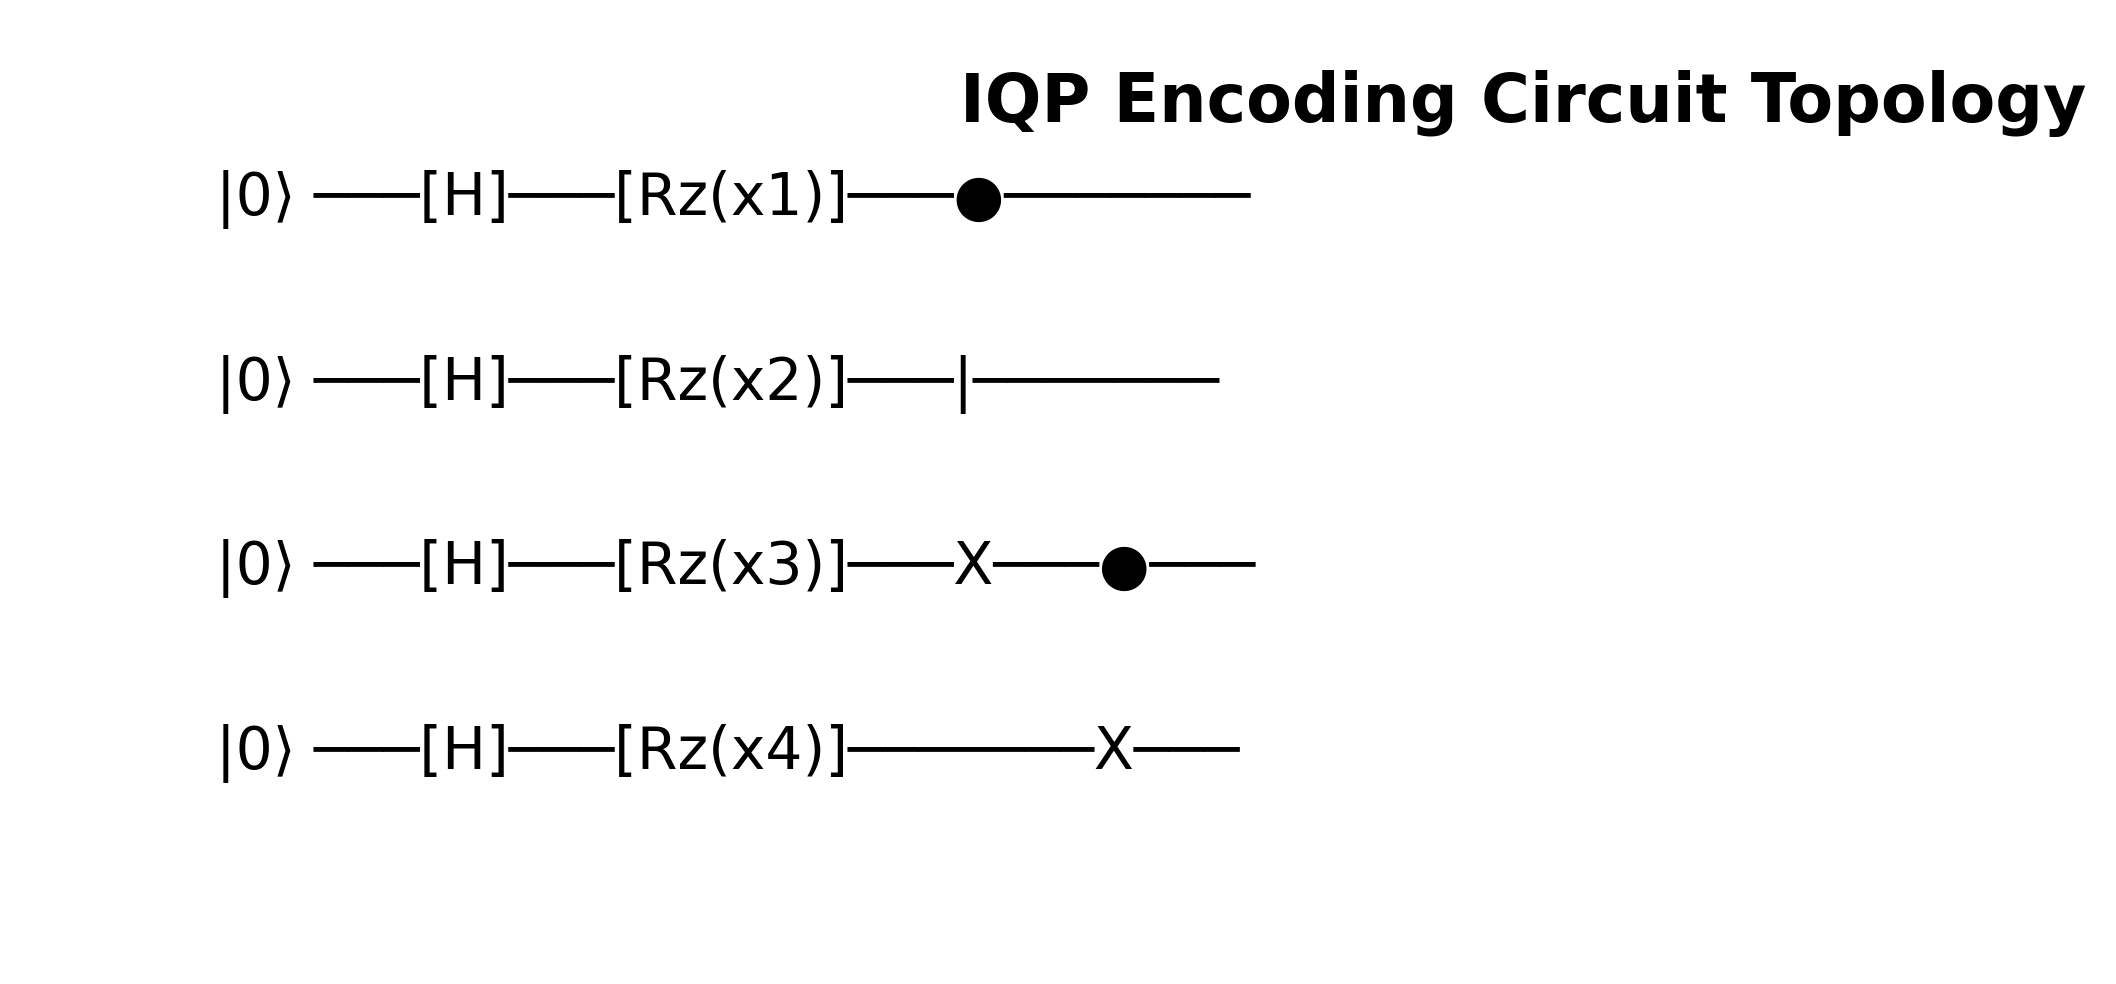 IQP Encoding Circuit Topology
|0⟩ ───[H]───[Rz(x1)]───●───────
|0⟩ ───[H]───[Rz(x2)]───|───────
|0⟩ ───[H]───[Rz(x3)]───X───●───
|0⟩ ───[H]───[Rz(x4)]───────X───